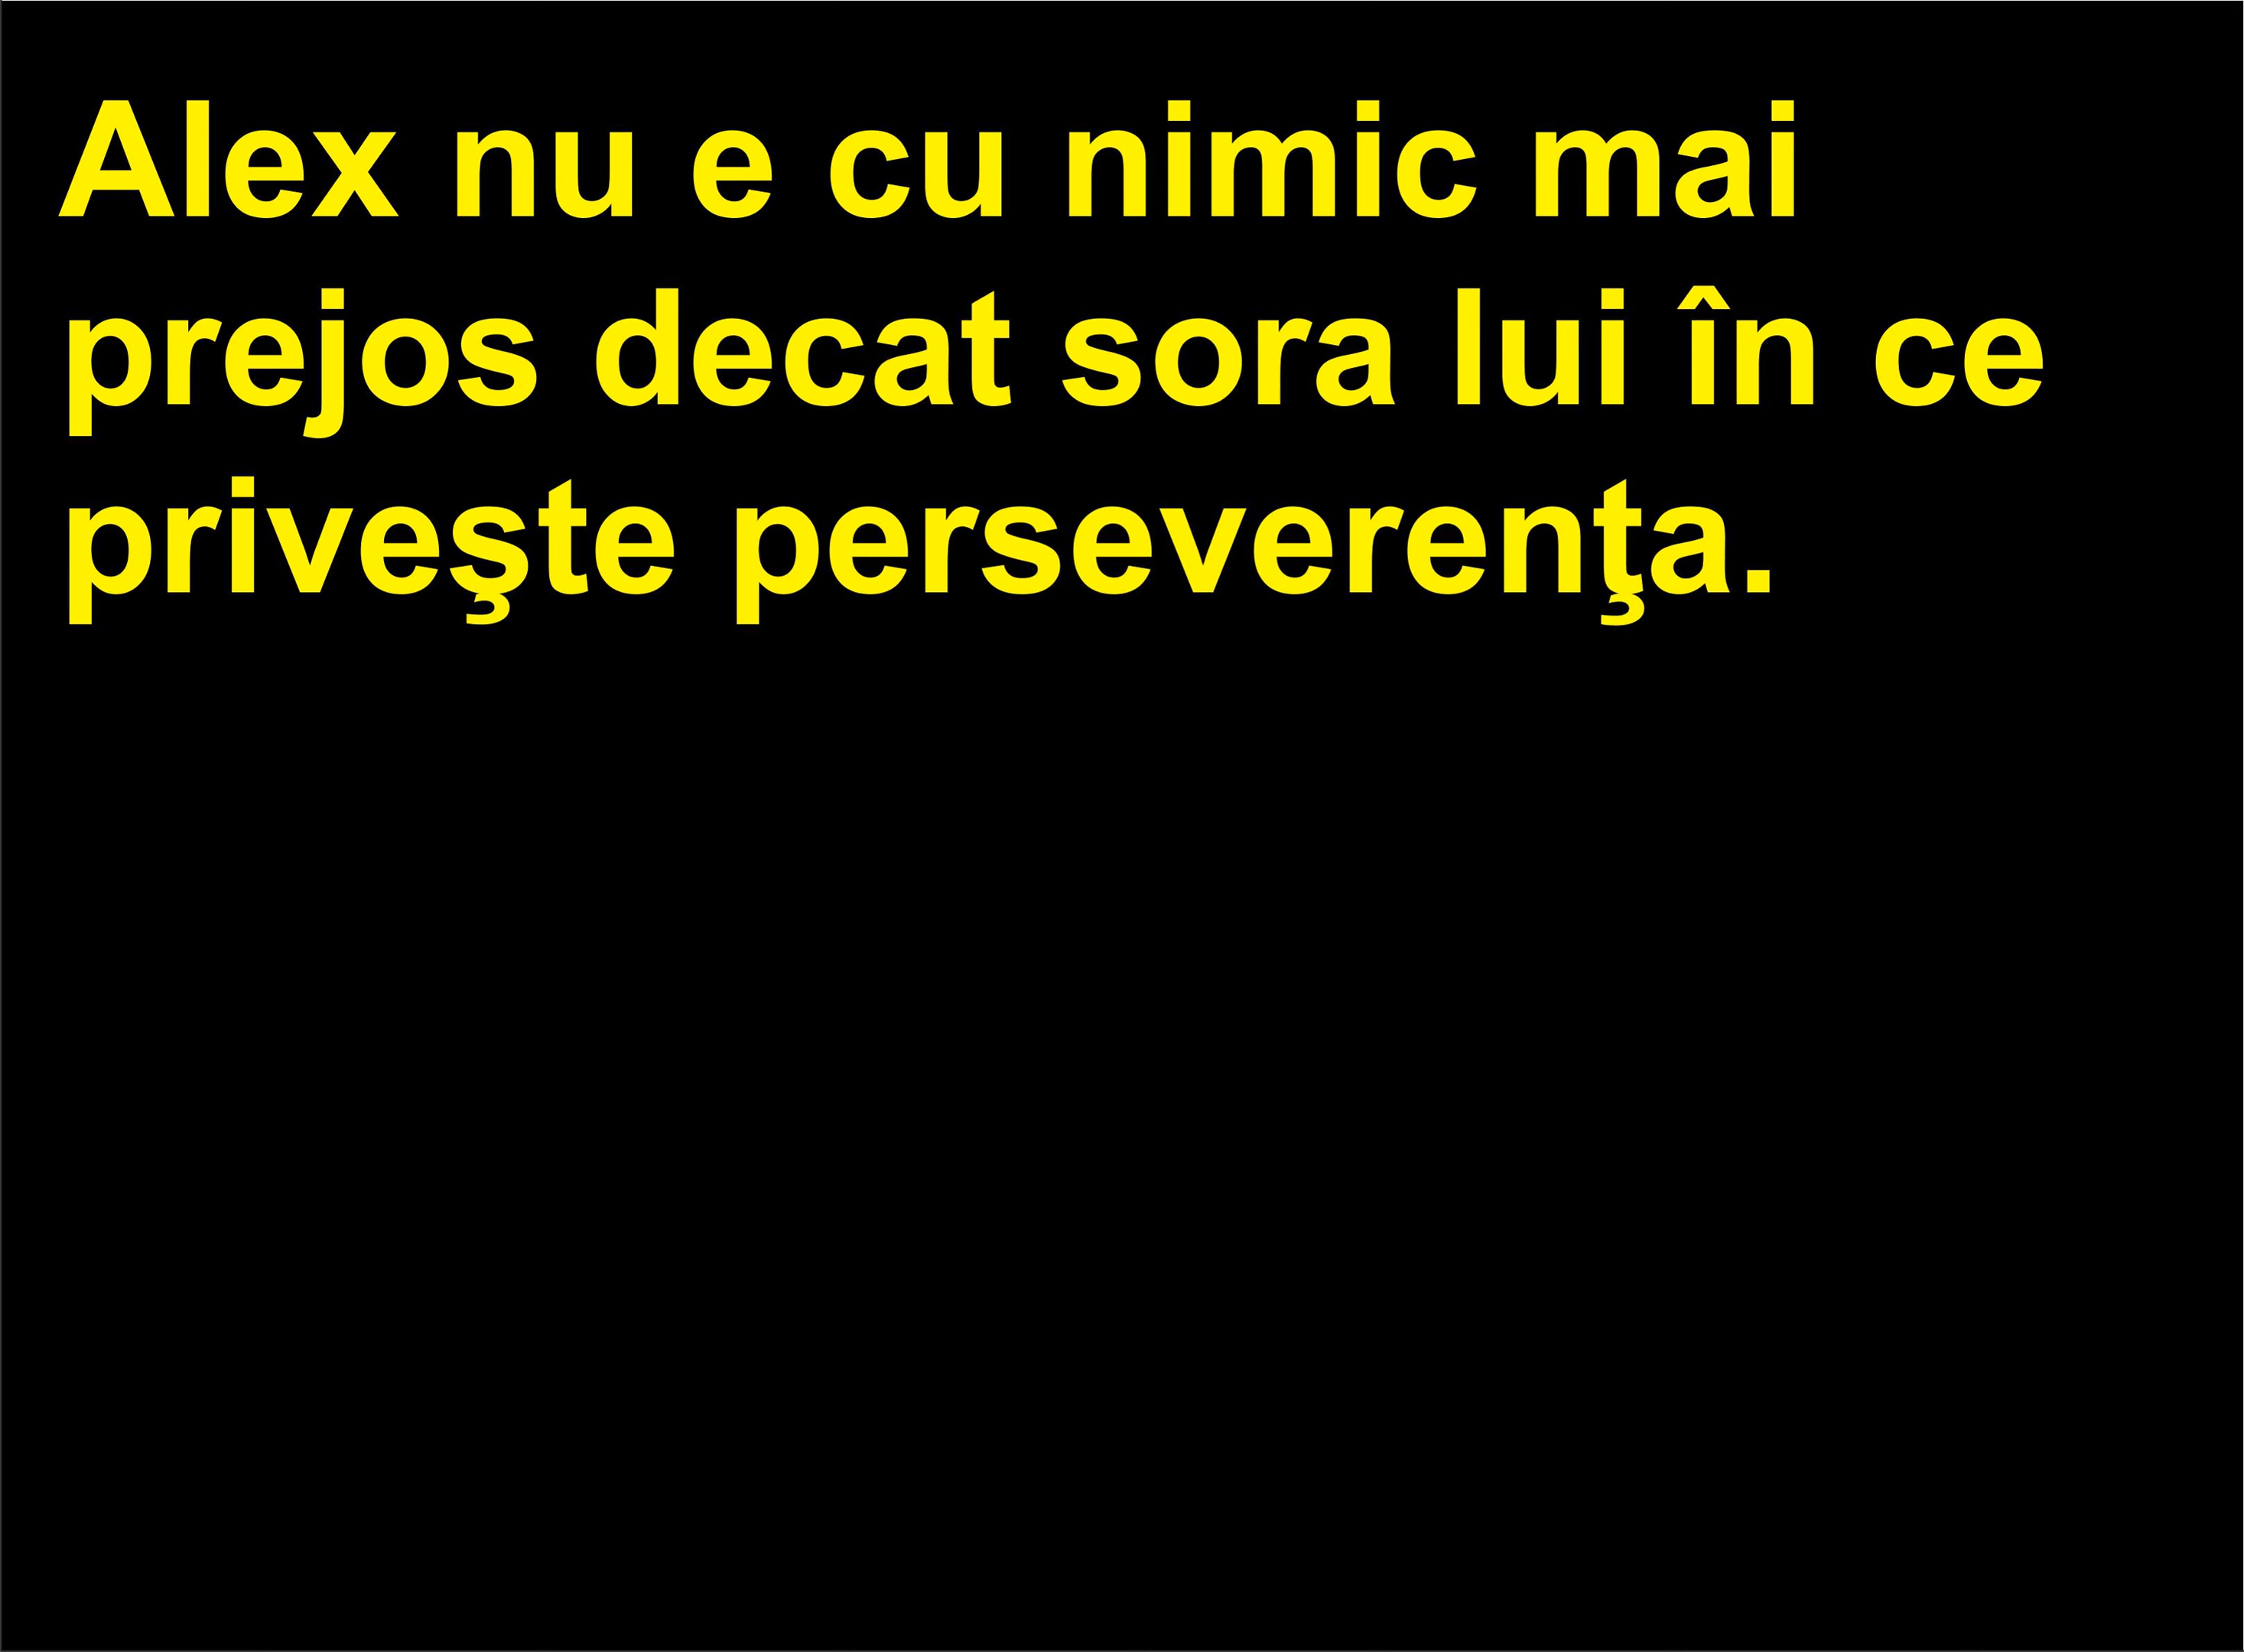 Alex nu e cu nimic mai
prejos decat sora lui în ce
priveşte perseverenţa.